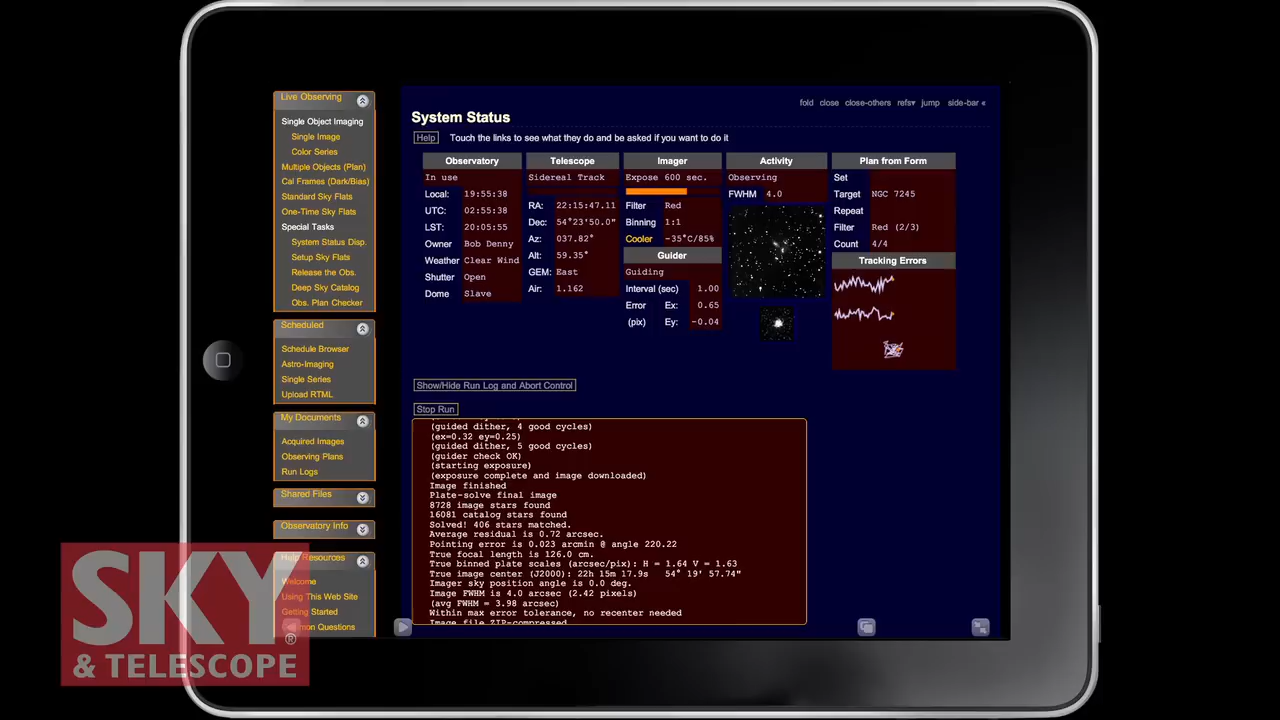 Live Observing
Single Object Imaging
Single Image
Color Series
Multiple Objects (Plan)
Cal Frames (Dark/Bias)
Standard Sky Flats
One-Time Sky Flats
Special Tasks
System Status Disp.
Setup Sky Flats
Release the Obs.
Deep Sky Catalog
Obs. Plan Checker
Scheduled
Schedule Browser
Astro-Imaging
Single Series
Upload RTML
My Documents
Acquired Images
Observing Plans
Run Logs
Shared Files
Observatory Info
Help Resources
Welcome
Using This Web Site
Getting Started
Common Questions
fold close close-others refs▾ jump side-bar «
System Status
Help Touch the links to see what they do and be asked if you want to do it
Observatory
In use
Local: 19:55:38
UTC: 02:55:38
LST: 20:05:55
Owner Bob Denny
Weather Clear Wind
Shutter Open
Dome Slave
Telescope
Sidereal Track
RA: 22:15:47.11
Dec: 54°23'50.0"
Az: 037.82°
Alt: 59.35°
GEM: East
Air: 1.162
Imager
Expose 600 sec.
Filter Red
Binning 1:1
Cooler -35°C/85%
Guider
Guiding
Interval (sec) 1.00
Error Ex: 0.65
(pix) Ey: -0.04
Activity
Observing
FWHM 4.0
Plan from Form
Set
Target NGC 7245
Repeat
Filter Red (2/3)
Count 4/4
Tracking Errors
Show/Hide Run Log and Abort Control
Stop Run
(guided dither, 4 good cycles)
(ex=0.32 ey=0.25)
(guided dither, 5 good cycles)
(guider check OK)
(starting exposure)
(exposure complete and image downloaded)
Image finished
Plate-solve final image
8728 image stars found
16081 catalog stars found
Solved! 406 stars matched.
Average residual is 0.72 arcsec.
Pointing error is 0.023 arcmin @ angle 220.22
True focal length is 126.0 cm.
True binned plate scales (arcsec/pix): H = 1.64 V = 1.63
True image center (J2000): 22h 15m 17.9s 54° 19' 57.74"
Imager sky position angle is 0.0 deg.
Image FWHM is 4.0 arcsec (2.42 pixels)
(avg FWHM = 3.98 arcsec)
Within max error tolerance, no recenter needed
Image file ZIP-compressed
SKY
& TELESCOPE
®